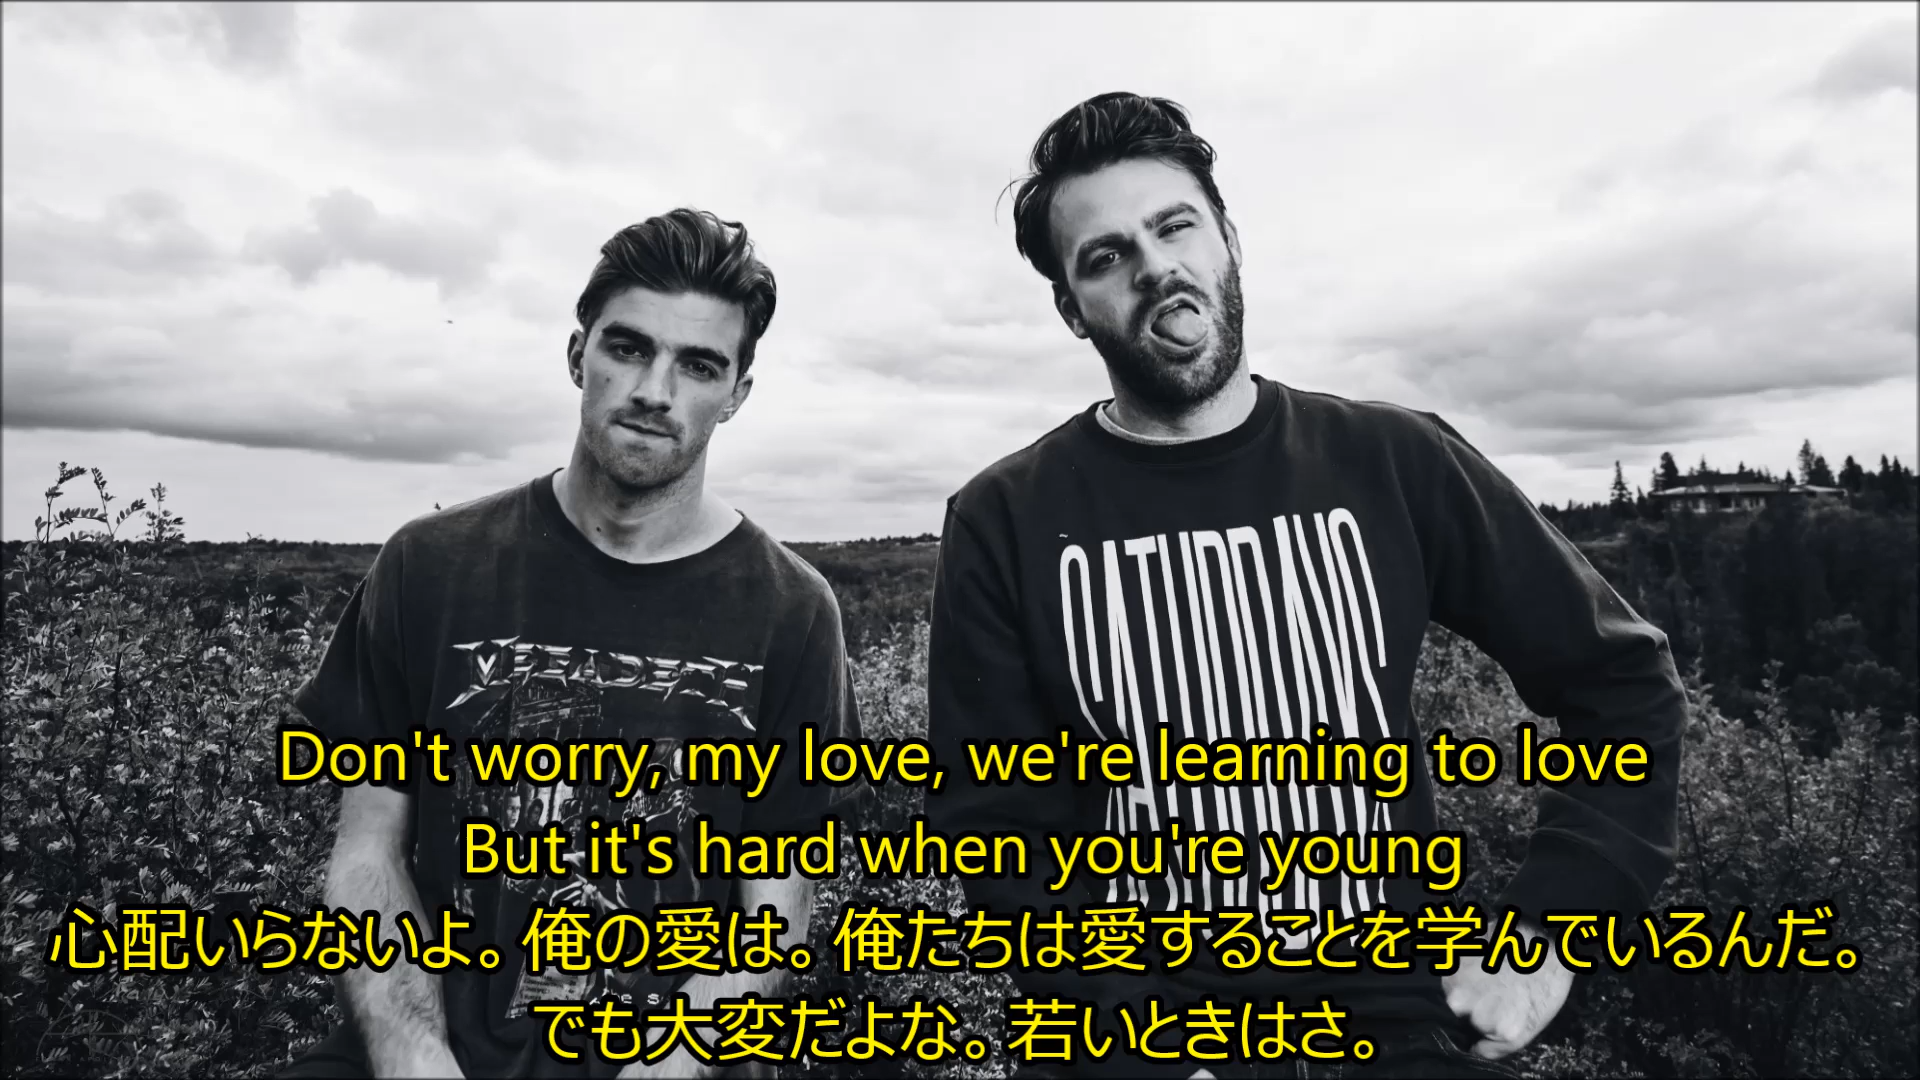 MEGADETH
SATURDAYS
SATURDAYS
Don't worry, my love, we're learning to love
But it's hard when you're young
心配いらないよ。俺の愛は。俺たちは愛することを学んでいるんだ。
でも大変だよな。若いときはさ。